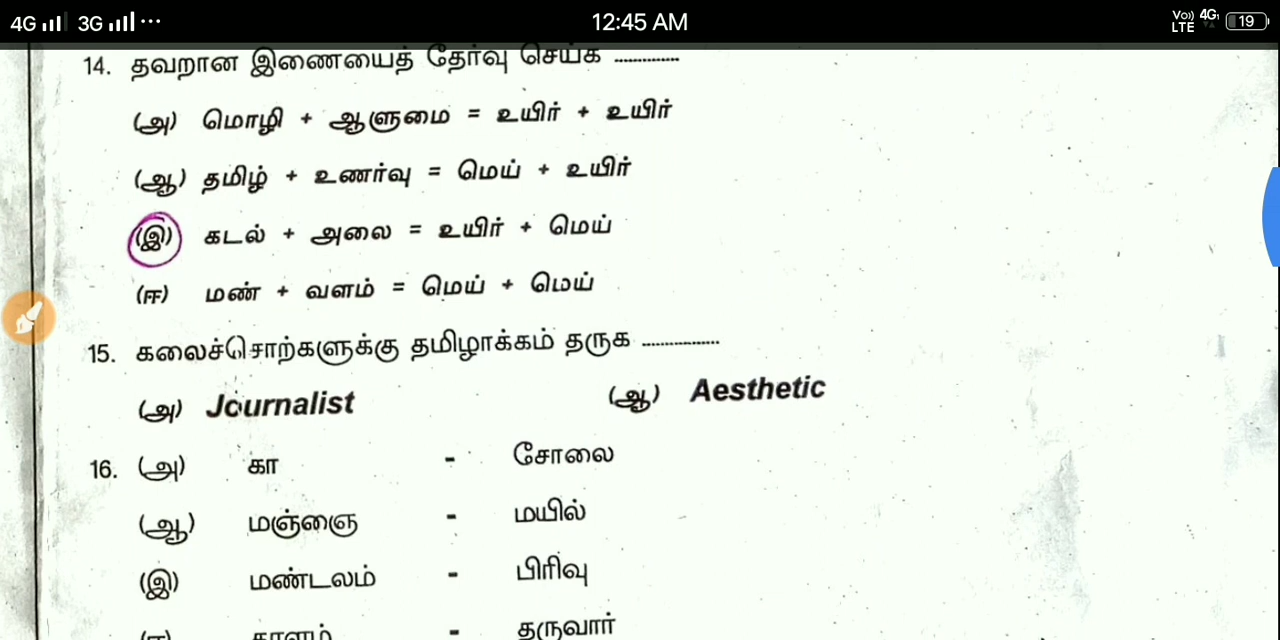 4G 3G ... 12:45 AM Vo)) LTE 4G 19
14. தவறான இணையைத் தேர்வு செய்க ..............
(அ) மொழி + ஆளுமை = உயிர் + உயிர்
(ஆ) தமிழ் + உணர்வு = மெய் + உயிர்
(இ) கடல் + அலை = உயிர் + மெய்
(ஈ) மண் + வளம் = மெய் + மெய்
15. கலைச்சொற்களுக்கு தமிழாக்கம் தருக ................
(அ) Journalist (ஆ) Aesthetic
16. (அ) கா - சோலை
(ஆ) மஞ்ஞை - மயில்
(இ) மண்டலம் - பிரிவு
(ஈ) - தருவார்